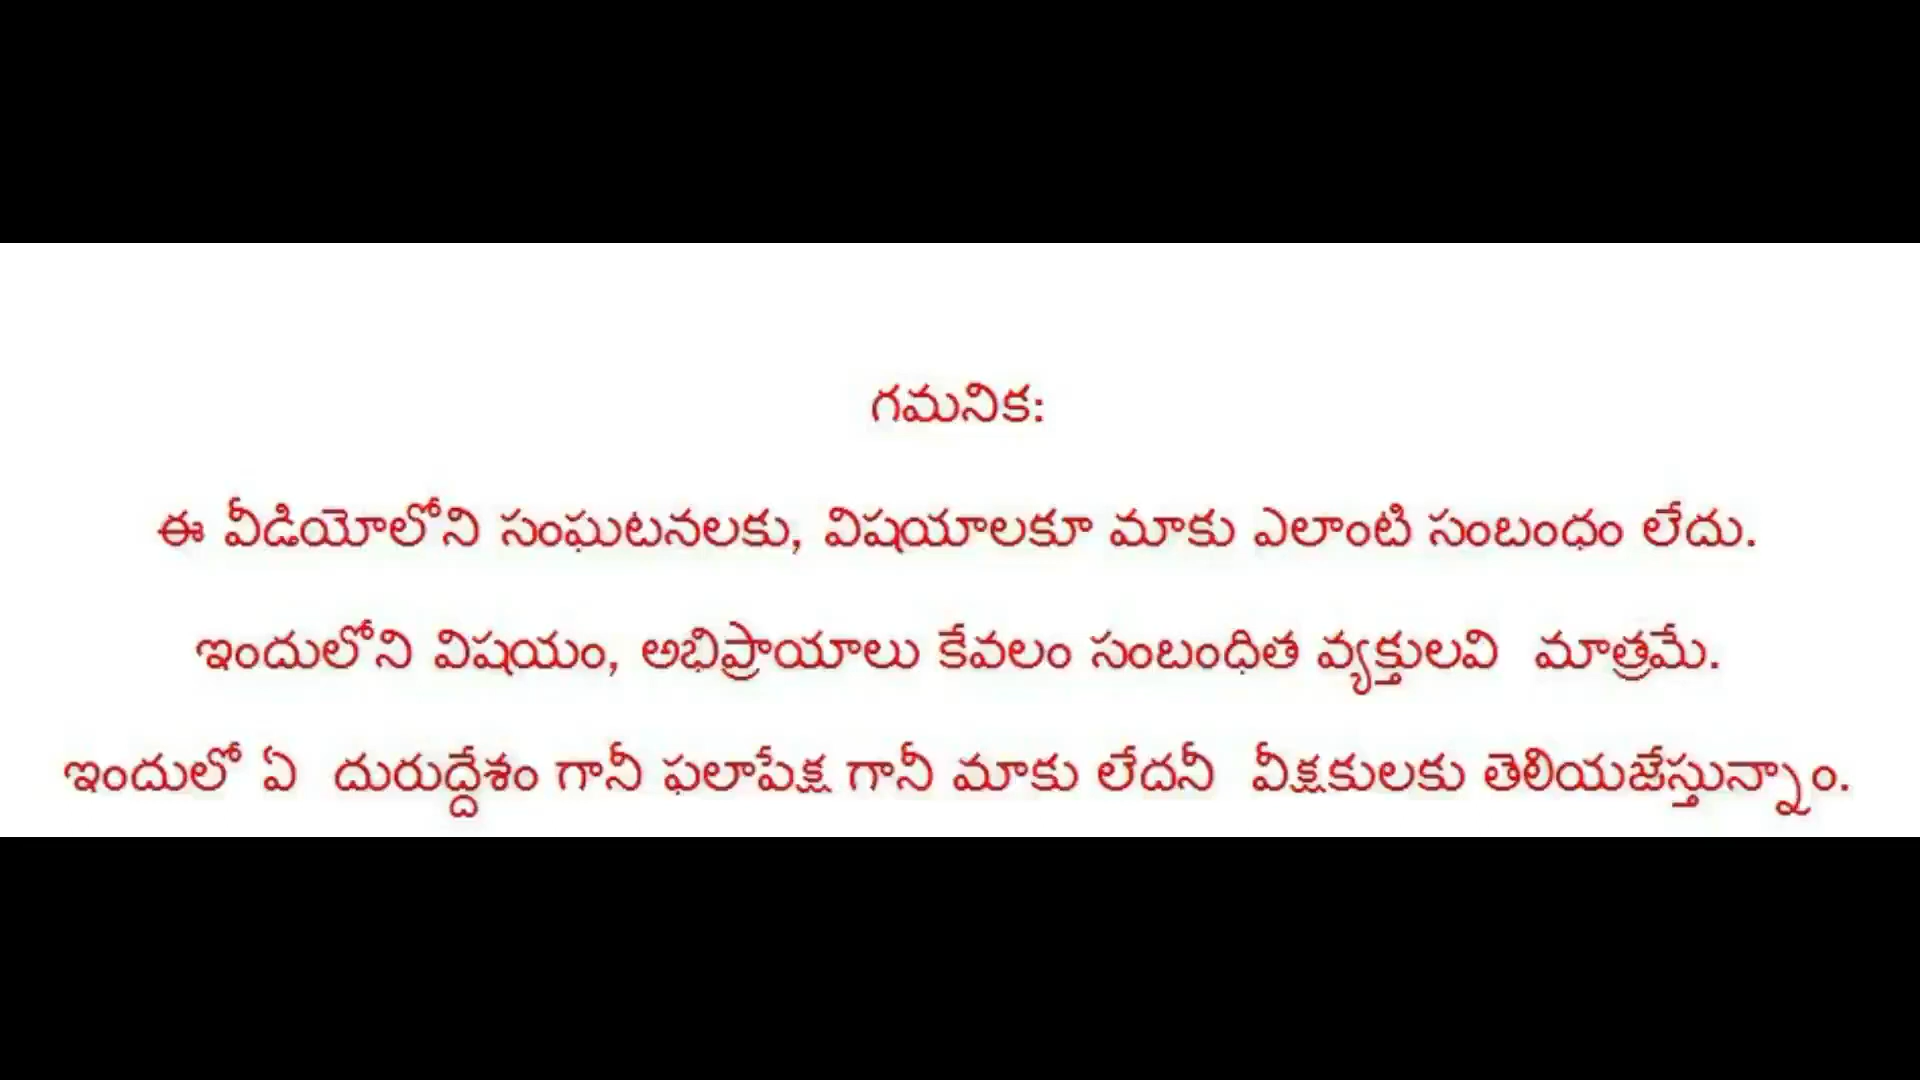 గమనిక:
ఈ వీడియోలోని సంఘటనలకు, విషయాలకూ మాకు ఎలాంటి సంబంధం లేదు.
ఇందులోని విషయం, అభిప్రాయాలు కేవలం సంబంధిత వ్యక్తులవి మాత్రమే.
ఇందులో ఏ దురుద్దేశం గానీ ఫలాపేక్ష గానీ మాకు లేదనీ వీక్షకులకు తెలియజేస్తున్నాం.